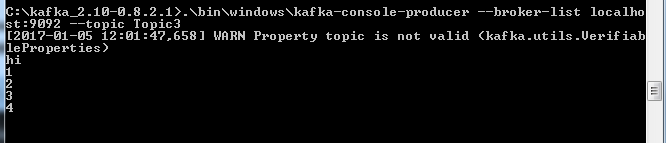 C:\kafka_2.10-0.8.2.1>.\bin\windows\kafka-console-producer --broker-list localho
st:9092 --topic Topic3
[2017-01-05 12:01:47,658] WARN Property topic is not valid (kafka.utils.Verifiab
leProperties)
hi
1
2
3
4